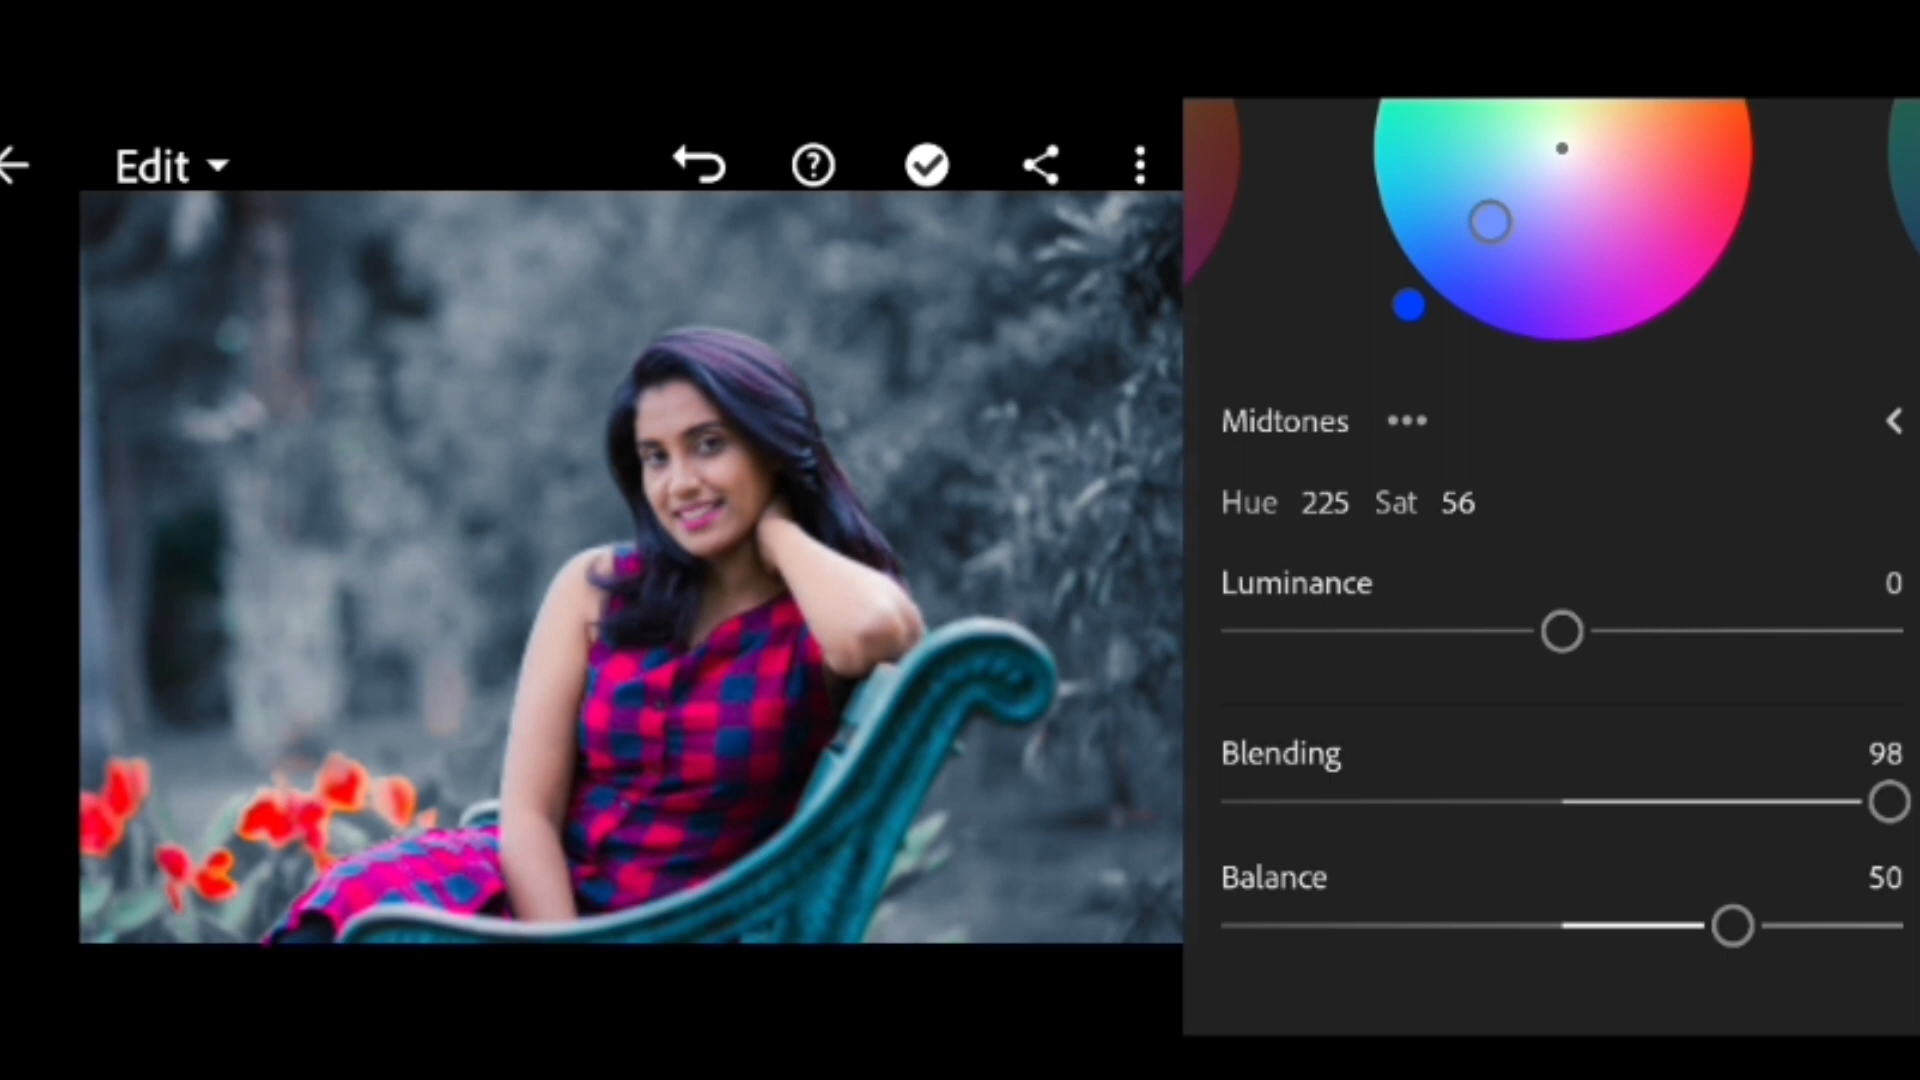 Edit
Midtones
Hue 225 Sat 56
Luminance 0
Blending 98
Balance 50